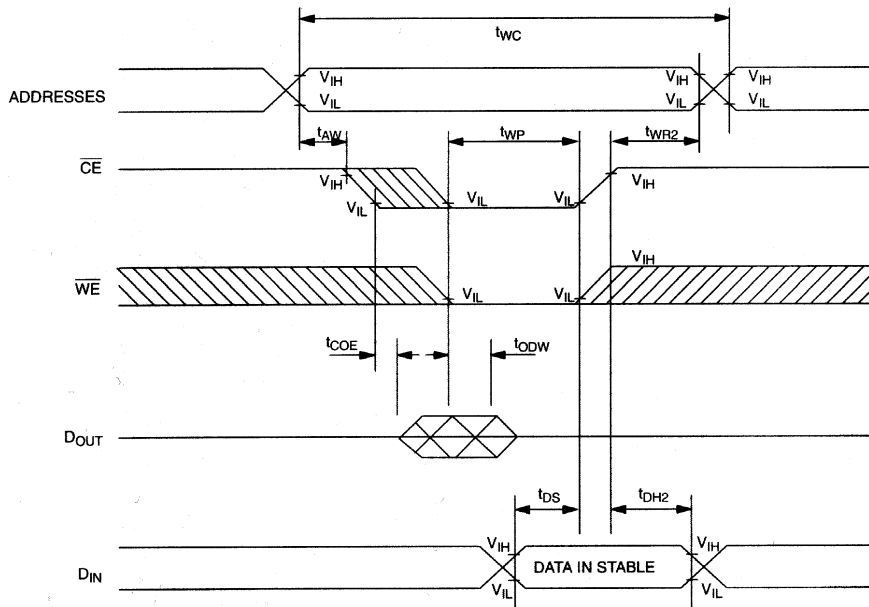 tWC
ADDRESSES
VIH VIH VIH
VIL VIL VIL
tAW tWP tWR2
CE
VIH VIH
VIL VIL VIL
VIH
WE
VIL VIL
tCOE tODW
DOUT
tDS tDH2
VIH VIH
DIN DATA IN STABLE
VIL VIL